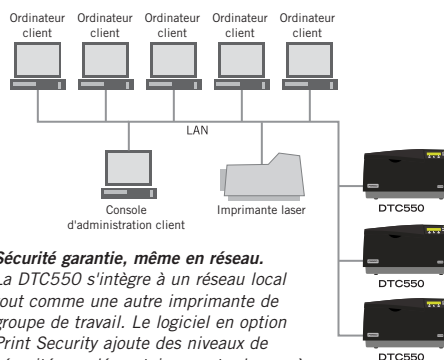 Ordinateur client
Ordinateur client
Ordinateur client
Ordinateur client
Ordinateur client
LAN
Console
d'administration client
Imprimante laser
DTC550
DTC550
DTC550
Sécurité garantie, même en réseau.
La DTC550 s'intègre à un réseau local
tout comme une autre imprimante de
groupe de travail. Le logiciel en option
Print Security ajoute des niveaux de